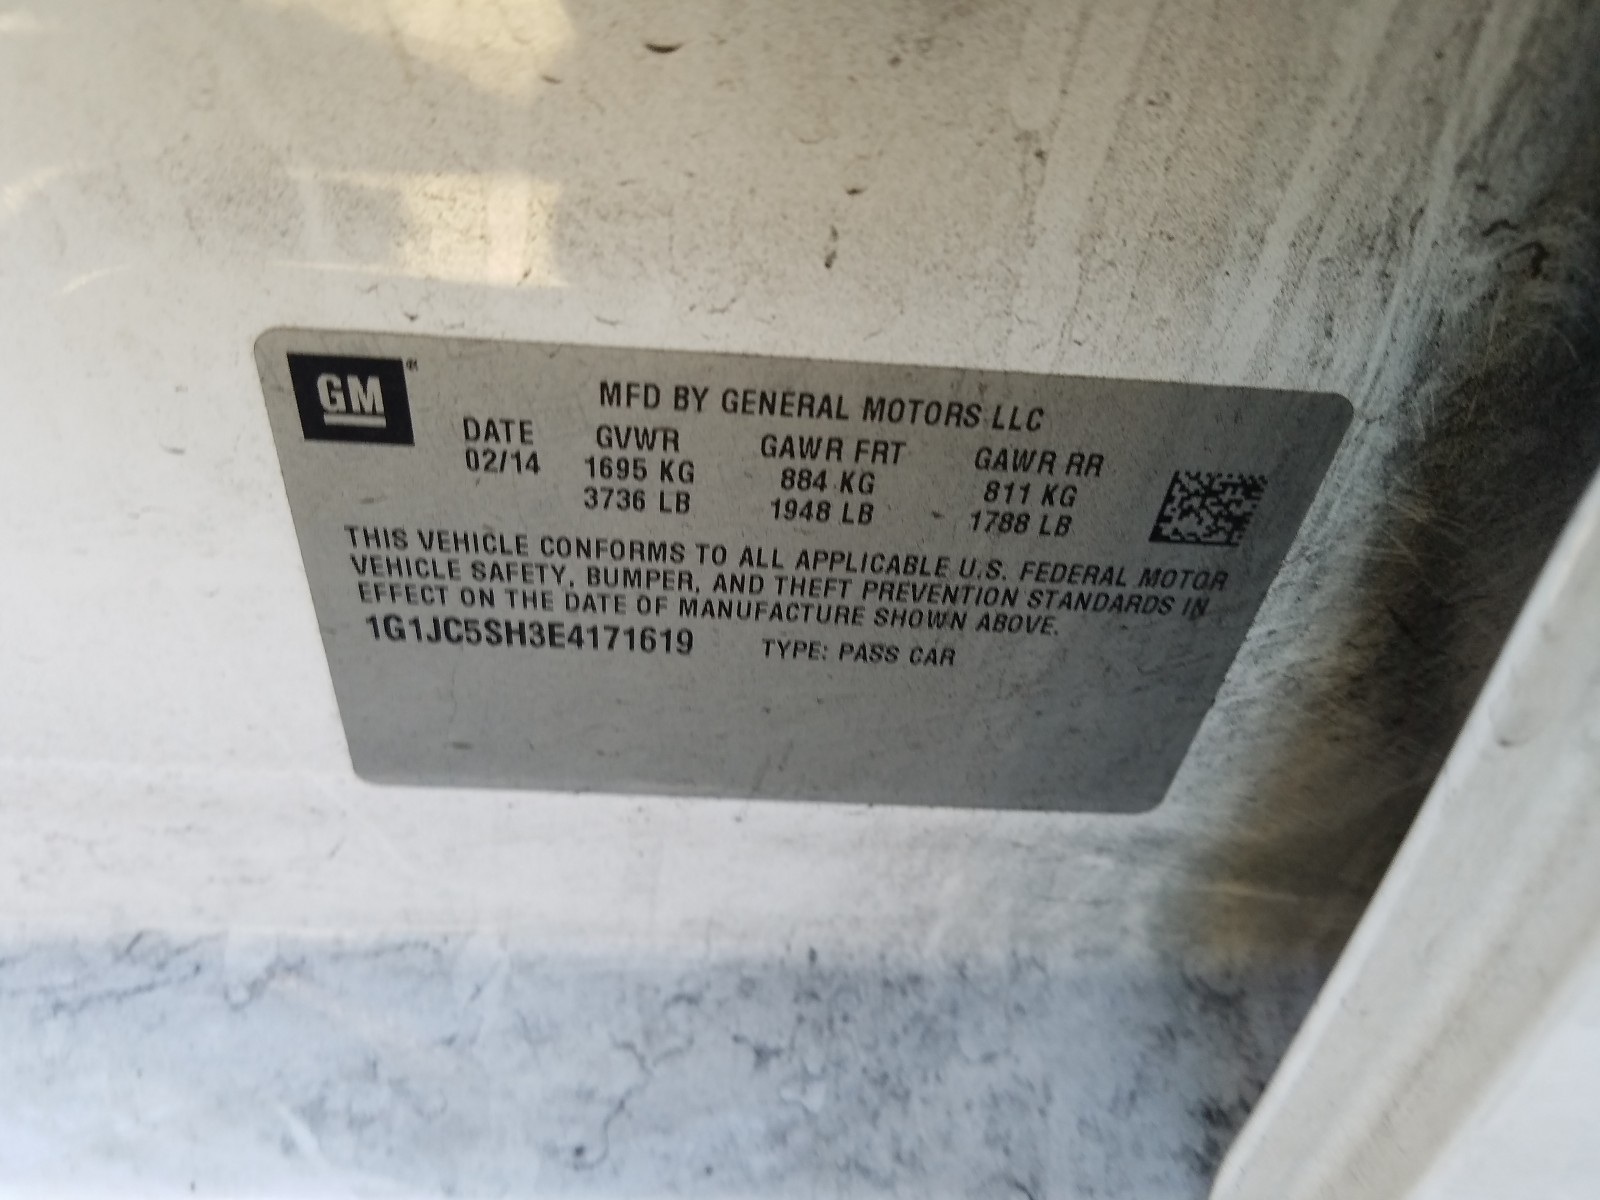 GM
MFD BY GENERAL MOTORS LLC
DATE GVWR GAWR FRT GAWR RR
02/14 1695 KG 884 KG 811 KG
3736 LB 1948 LB 1788 LB
THIS VEHICLE CONFORMS TO ALL APPLICABLE U.S. FEDERAL MOTOR
VEHICLE SAFETY, BUMPER, AND THEFT PREVENTION STANDARDS IN
EFFECT ON THE DATE OF MANUFACTURE SHOWN ABOVE.
1G1JC5SH3E4171619 TYPE: PASS CAR